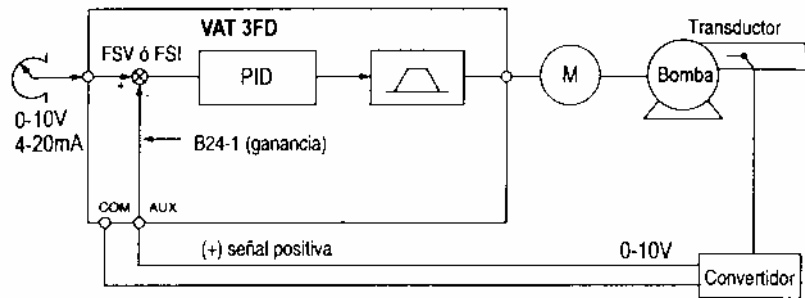 Transductor
VAT 3FD
FSV ó FSI
+
-
PID
M
Bomba
0-10V
4-20mA
B24-1 (ganancia)
COM
AUX
(+) señal positiva
0-10V
Convertidor